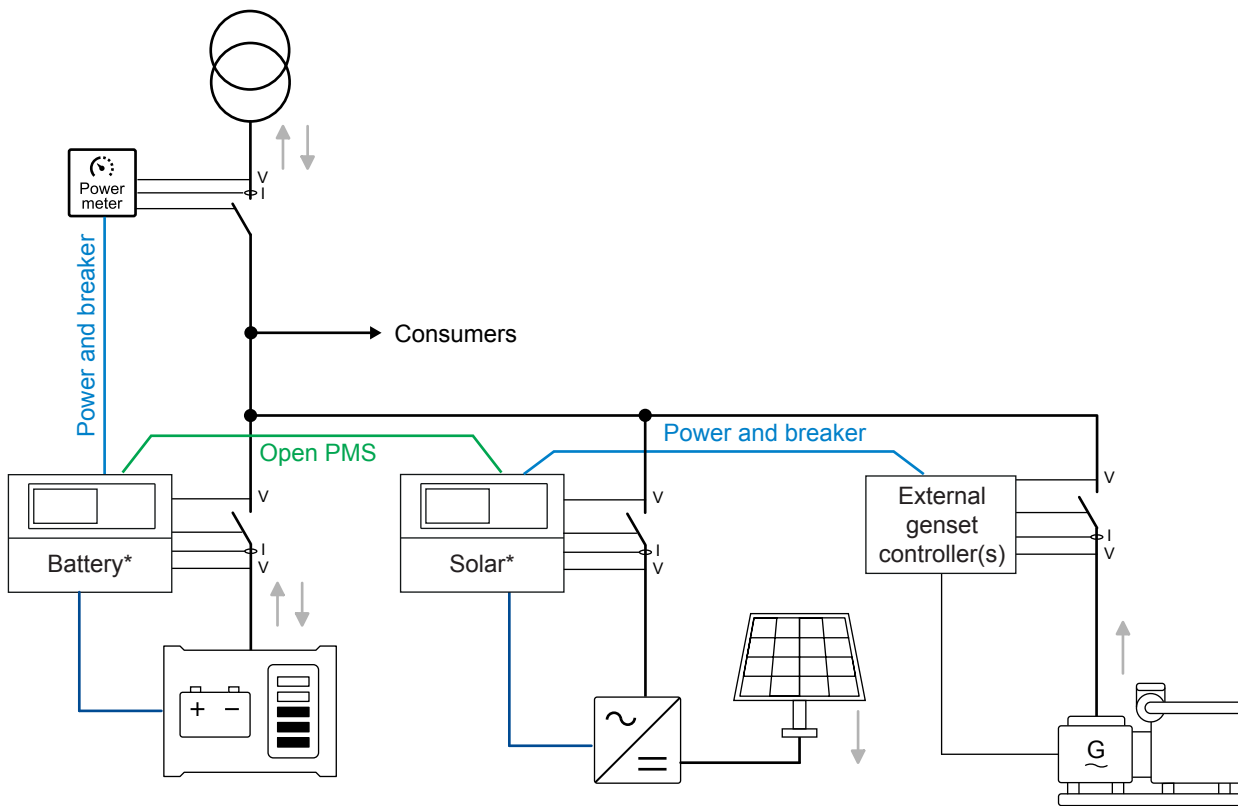 V
I
Power
meter
Power and breaker
Consumers
Open PMS
Power and breaker
V
I
V
Battery*
V
I
V
Solar*
V
I
V
External
genset
controller(s)
+ −
G
~